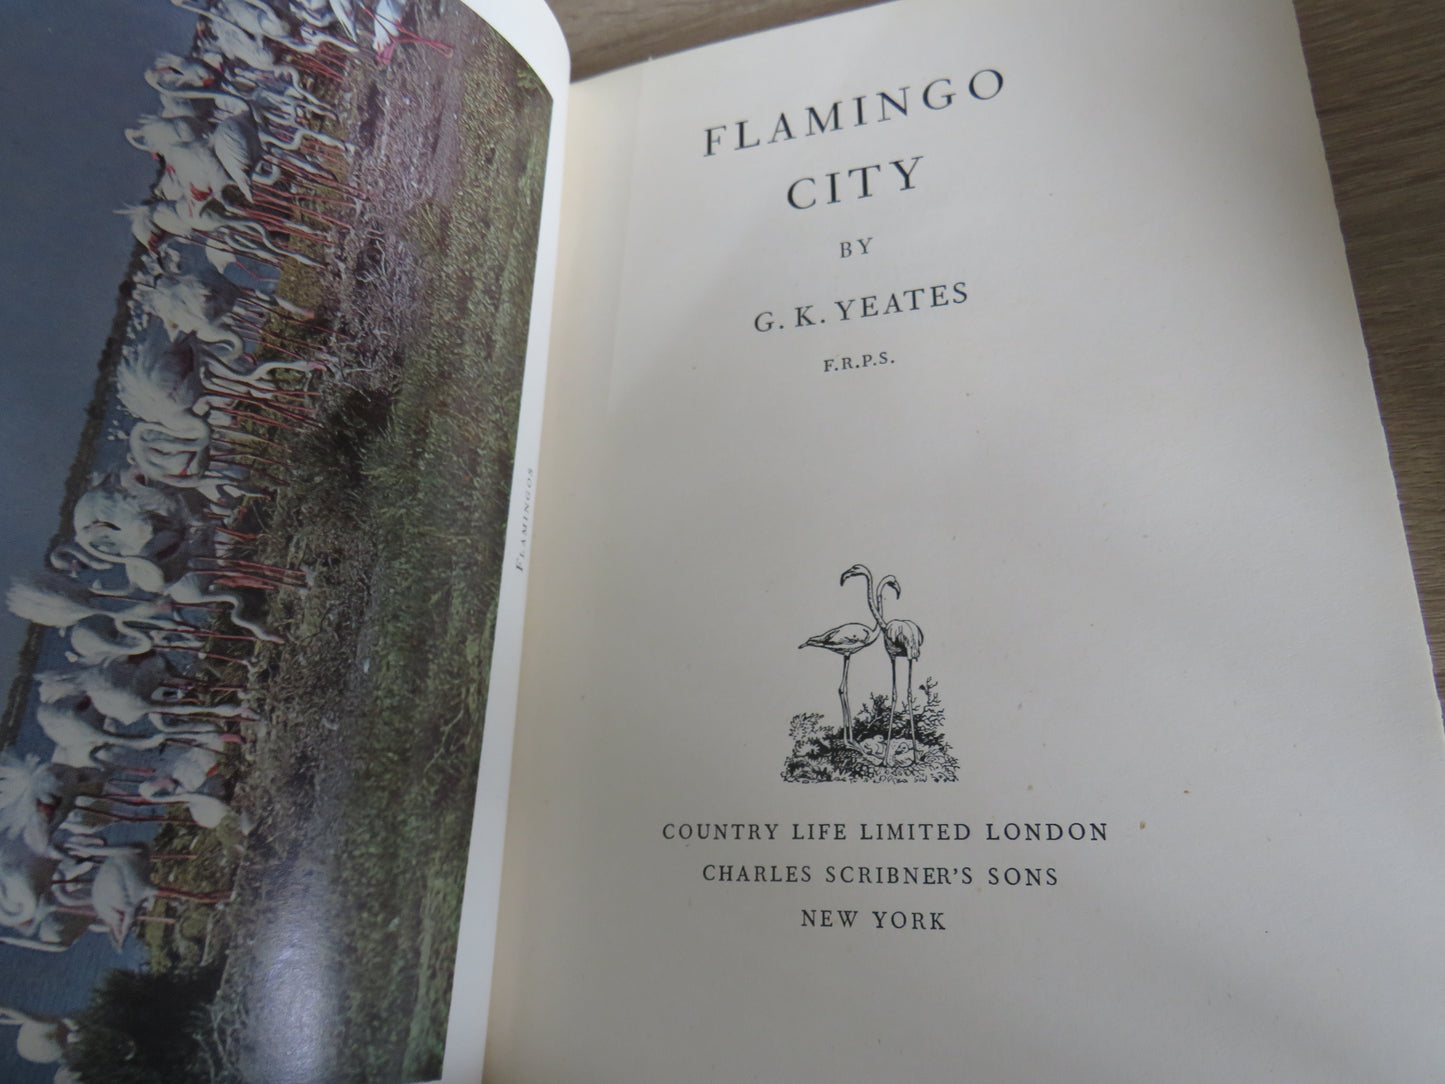 FLAMINGOS
FLAMINGO
CITY
BY
G. K. YEATES
F.R.P.S.
COUNTRY LIFE LIMITED LONDON
CHARLES SCRIBNER'S SONS
NEW YORK